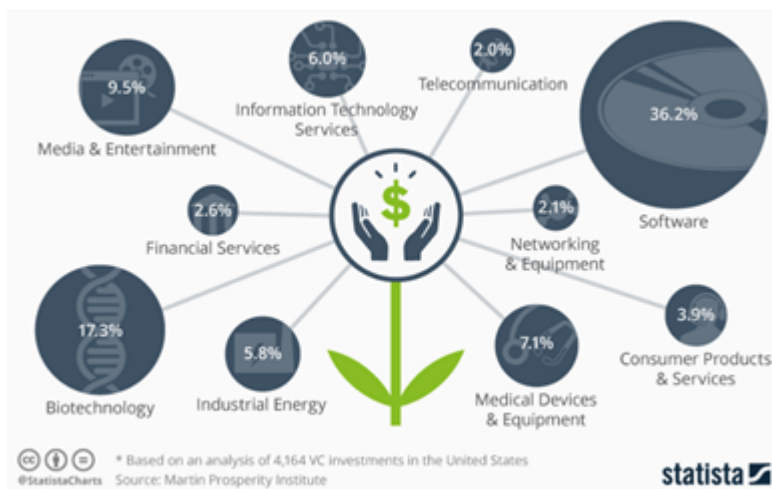 9.5%
Media & Entertainment
6.0%
Information Technology
Services
2.0%
Telecommunication
36.2%
Software
2.6%
Financial Services
2.1%
Networking
& Equipment
17.3%
Biotechnology
5.8%
Industrial Energy
7.1%
Medical Devices
& Equipment
3.9%
Consumer Products
& Services
$
cc
@StatistaCharts
* Based on an analysis of 4,164 VC investments in the United States
Source: Martin Prosperity Institute
statista